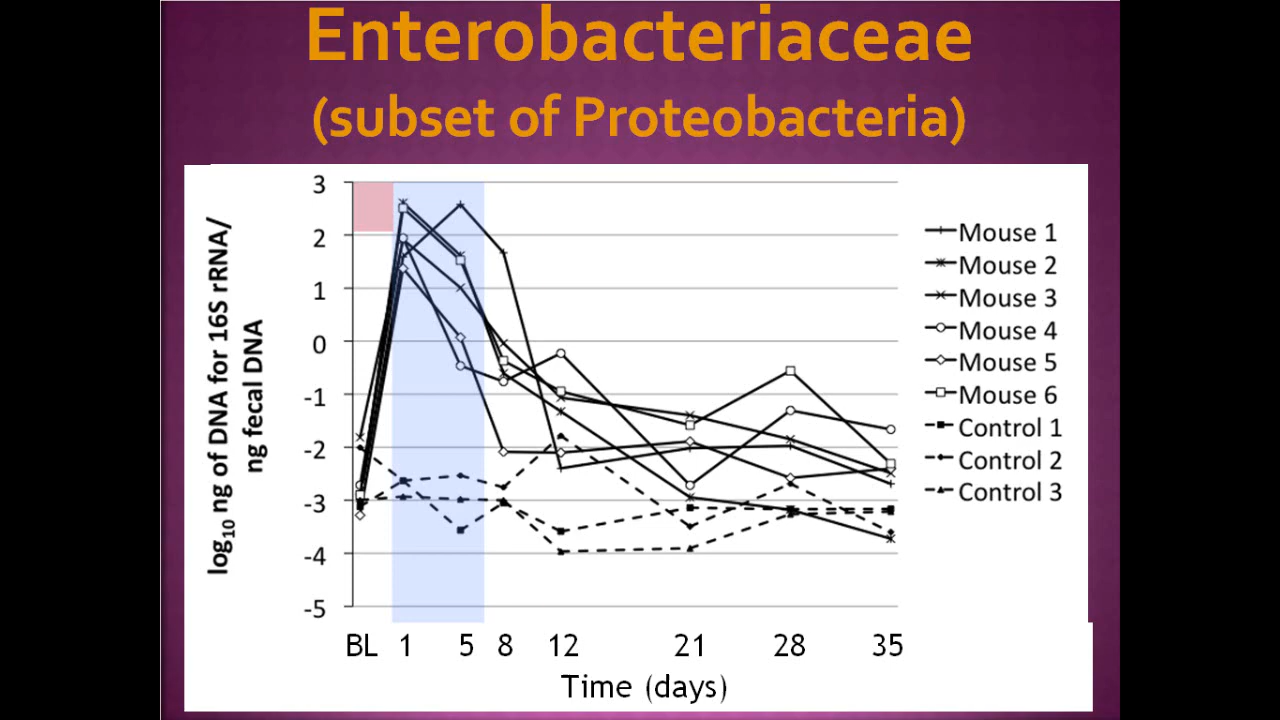 Enterobacteriaceae
(subset of Proteobacteria)
log10 ng of DNA for 16S rRNA/
ng fecal DNA
3
2
1
0
-1
-2
-3
-4
-5
BL 1 5 8 12 21 28 35
Time (days)
Mouse 1
Mouse 2
Mouse 3
Mouse 4
Mouse 5
Mouse 6
Control 1
Control 2
Control 3